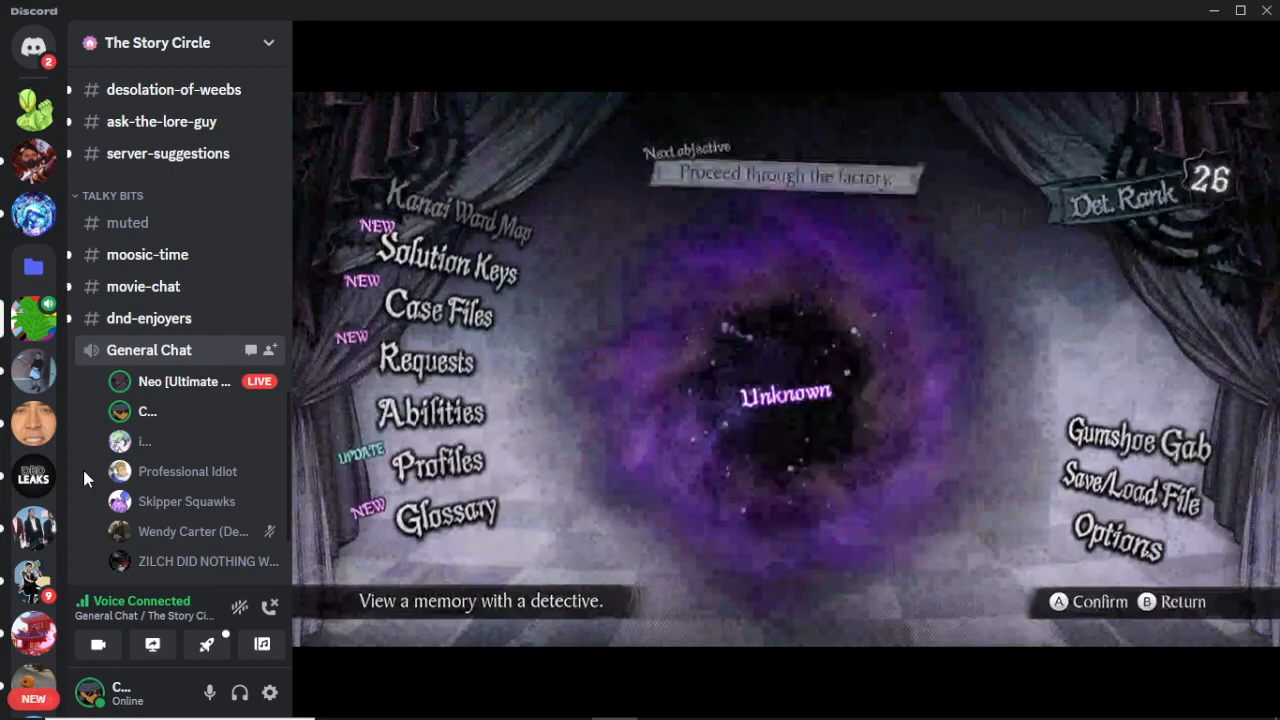 Discord
2
The Story Circle
desolation-of-weebs
ask-the-lore-guy
server-suggestions
TALKY BITS
muted
moosic-time
movie-chat
dnd-enjoyers
General Chat
Neo [Ultimate ...
LIVE
C...
i...
Professional Idiot
Skipper Squawks
Wendy Carter (De...
ZILCH DID NOTHING W...
DBD
LEAKS
9
NEW
Voice Connected
General Chat / The Story Ci...
C...
Online
Next objective
Proceed through the factory.
Det. Rank 26
Kanai Ward Map
NEW
Solution Keys
NEW
Case Files
NEW
Requests
Abilities
UPDATE
Profiles
NEW
Glossary
Unknown
Gumshoe Gab
Save/Load File
Options
View a memory with a detective.
A Confirm B Return